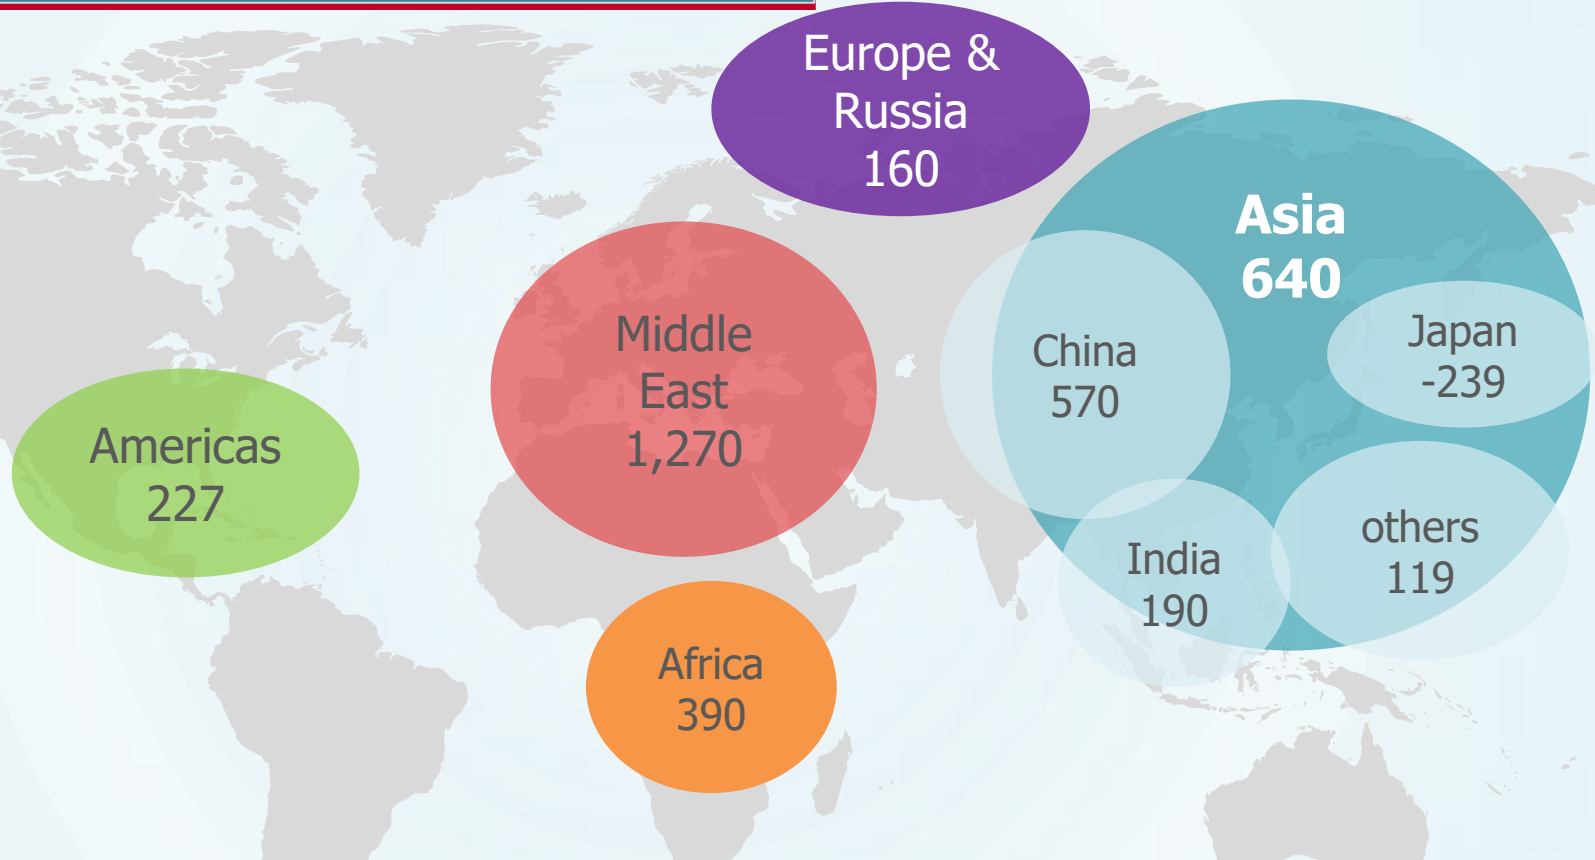 Europe &
Russia
160
Asia
640
Middle
East
1,270
China
570
Japan
-239
Americas
227
others
119
India
190
Africa
390